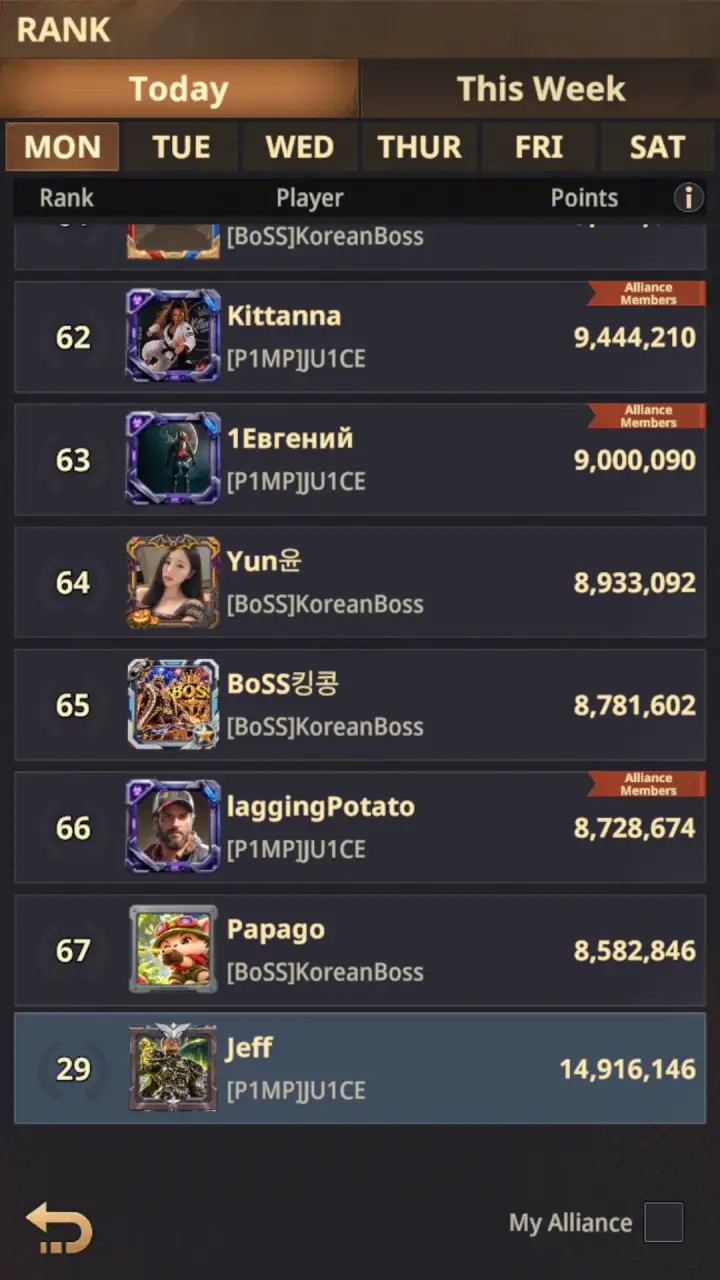 RANK
Today
This Week
MON
TUE
WED
THUR
FRI
SAT
Rank
Player
Points
i
[BoSS]KoreanBoss
62
Kittanna
[P1MP]JU1CE
Alliance
Members
9,444,210
63
1Евгений
[P1MP]JU1CE
Alliance
Members
9,000,090
64
Yun윤
[BoSS]KoreanBoss
8,933,092
65
BOSS
BoSS킹콩
[BoSS]KoreanBoss
8,781,602
66
laggingPotato
[P1MP]JU1CE
Alliance
Members
8,728,674
67
Papago
[BoSS]KoreanBoss
8,582,846
29
Jeff
[P1MP]JU1CE
14,916,146
My Alliance